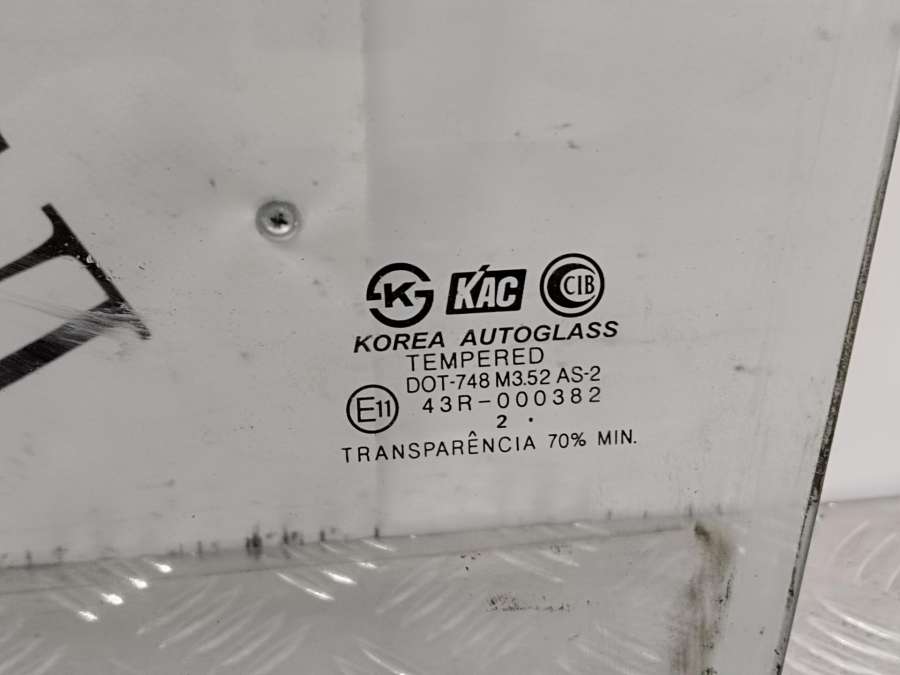 K KAC CIB
KOREA AUTOGLASS
TEMPERED
DOT-748 M3.52 AS-2
E11 43R-000382
2 .
TRANSPARÊNCIA 70% MIN.